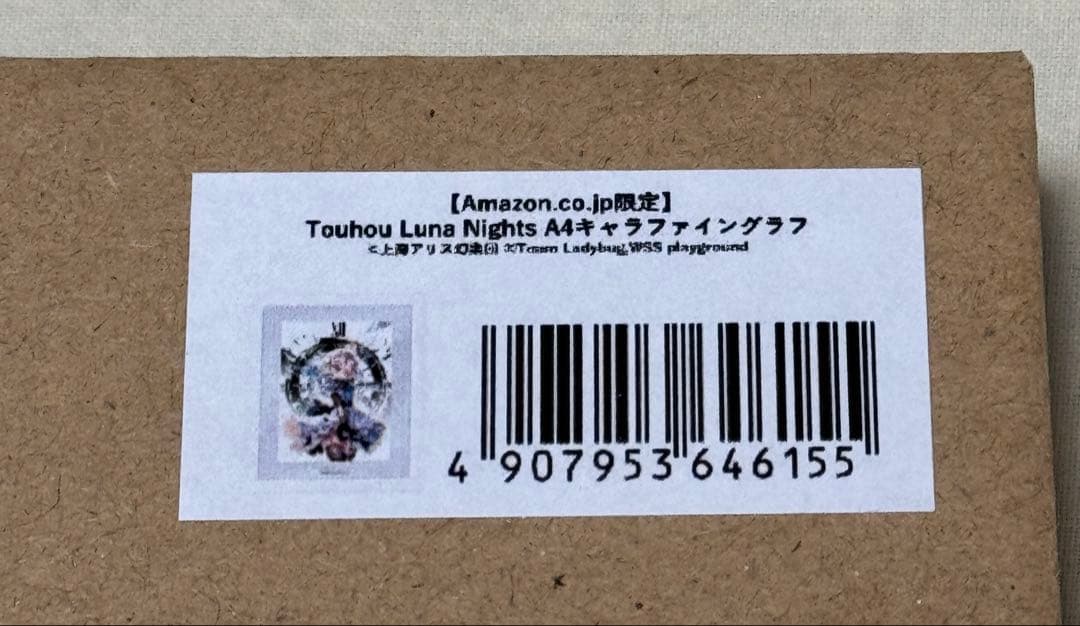 【Amazon.co.jp限定】
Touhou Luna Nights A4キャラファイングラフ
©上海アリス幻樂団 ©Team Ladybug,WSS playground
4 907953 646155